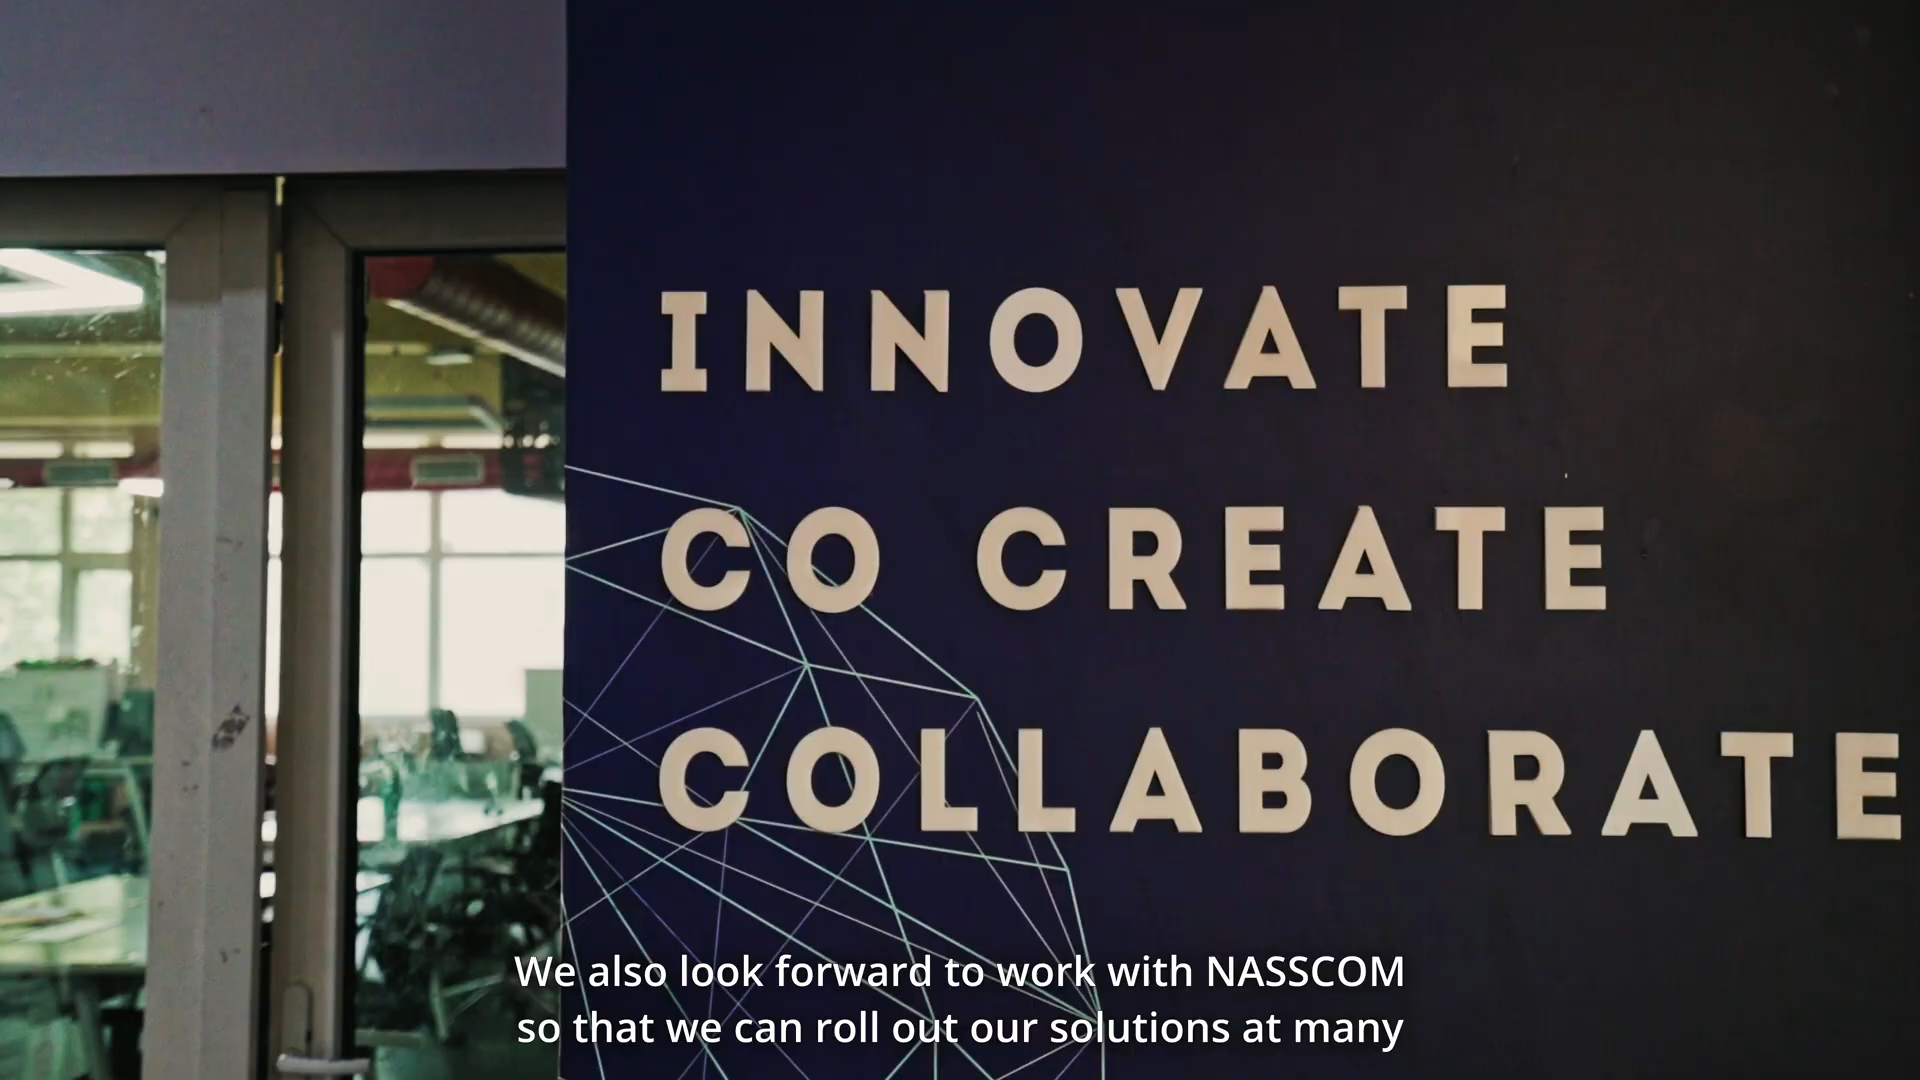 INNOVATE
CO CREATE
COLLABORATE
We also look forward to work with NASSCOM
so that we can roll out our solutions at many